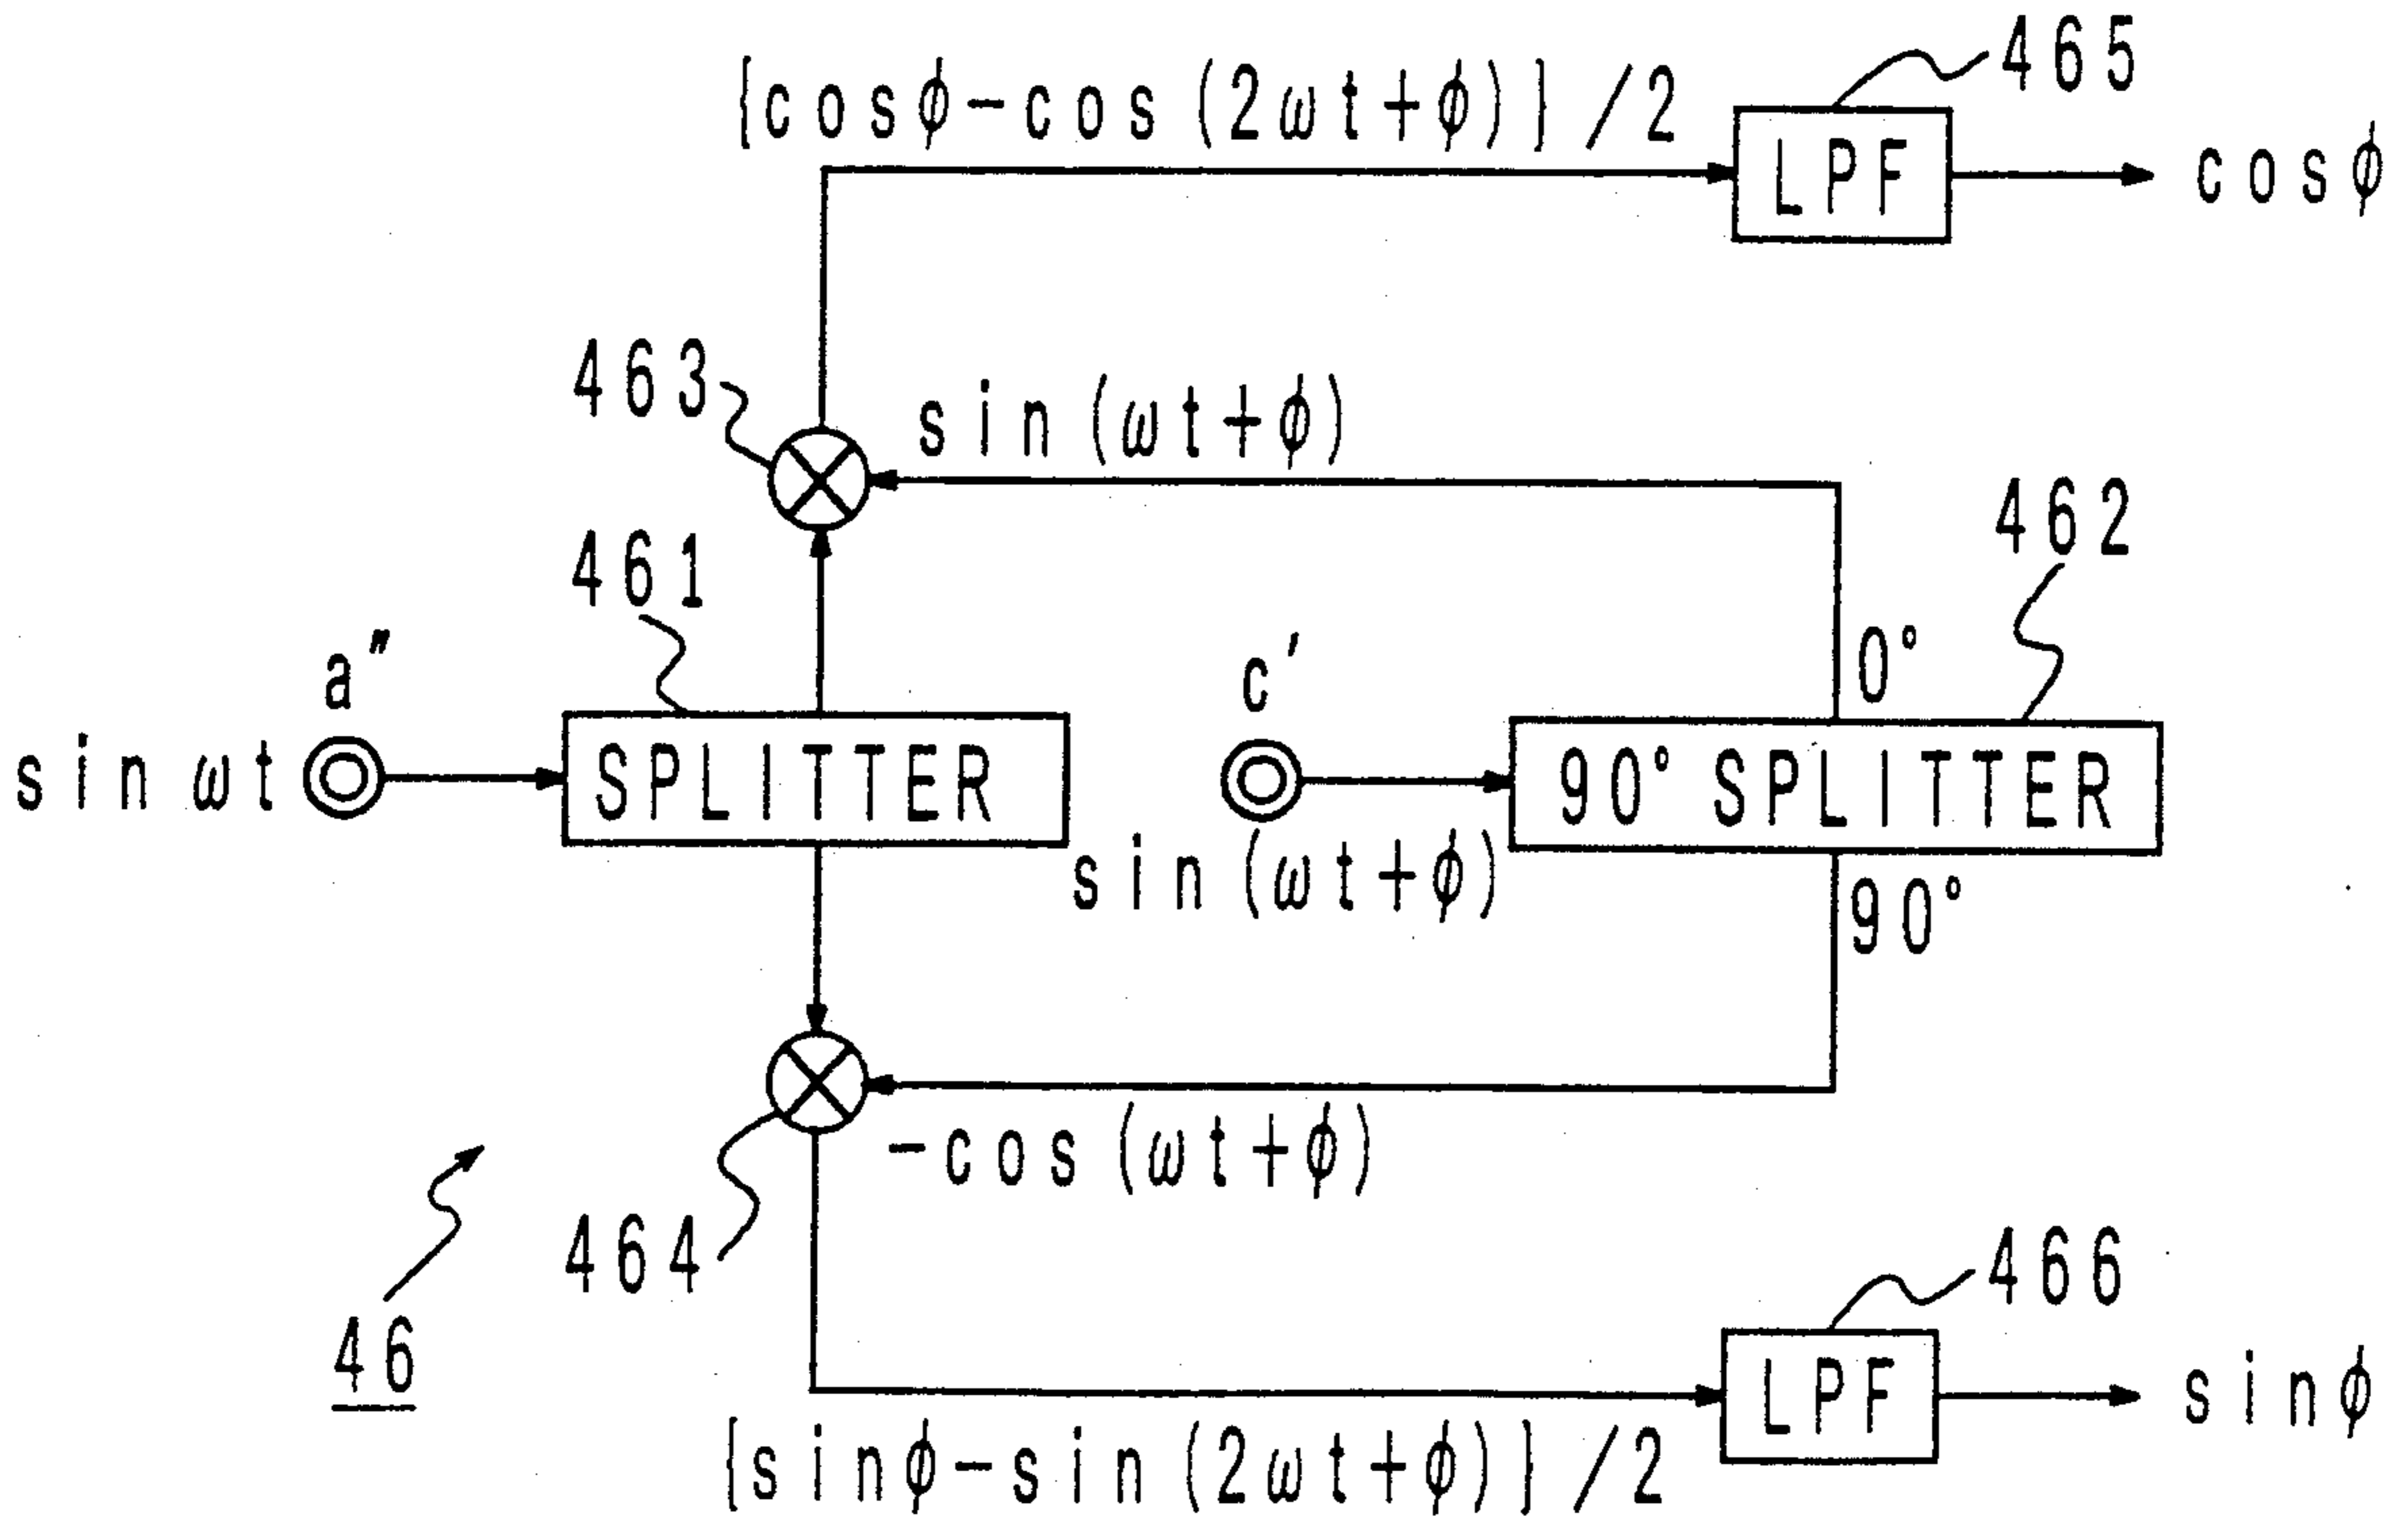 465
{cosϕ-cos(2ωt+ϕ)}/2
LPF
cosϕ
463
sin(ωt+ϕ)
462
461
0°
a″
c′
sin ωt
SPLITTER
90° SPLITTER
sin(ωt+ϕ)
90°
-cos(ωt+ϕ)
464
466
46
LPF
sinϕ
{sinϕ-sin(2ωt+ϕ)}/2